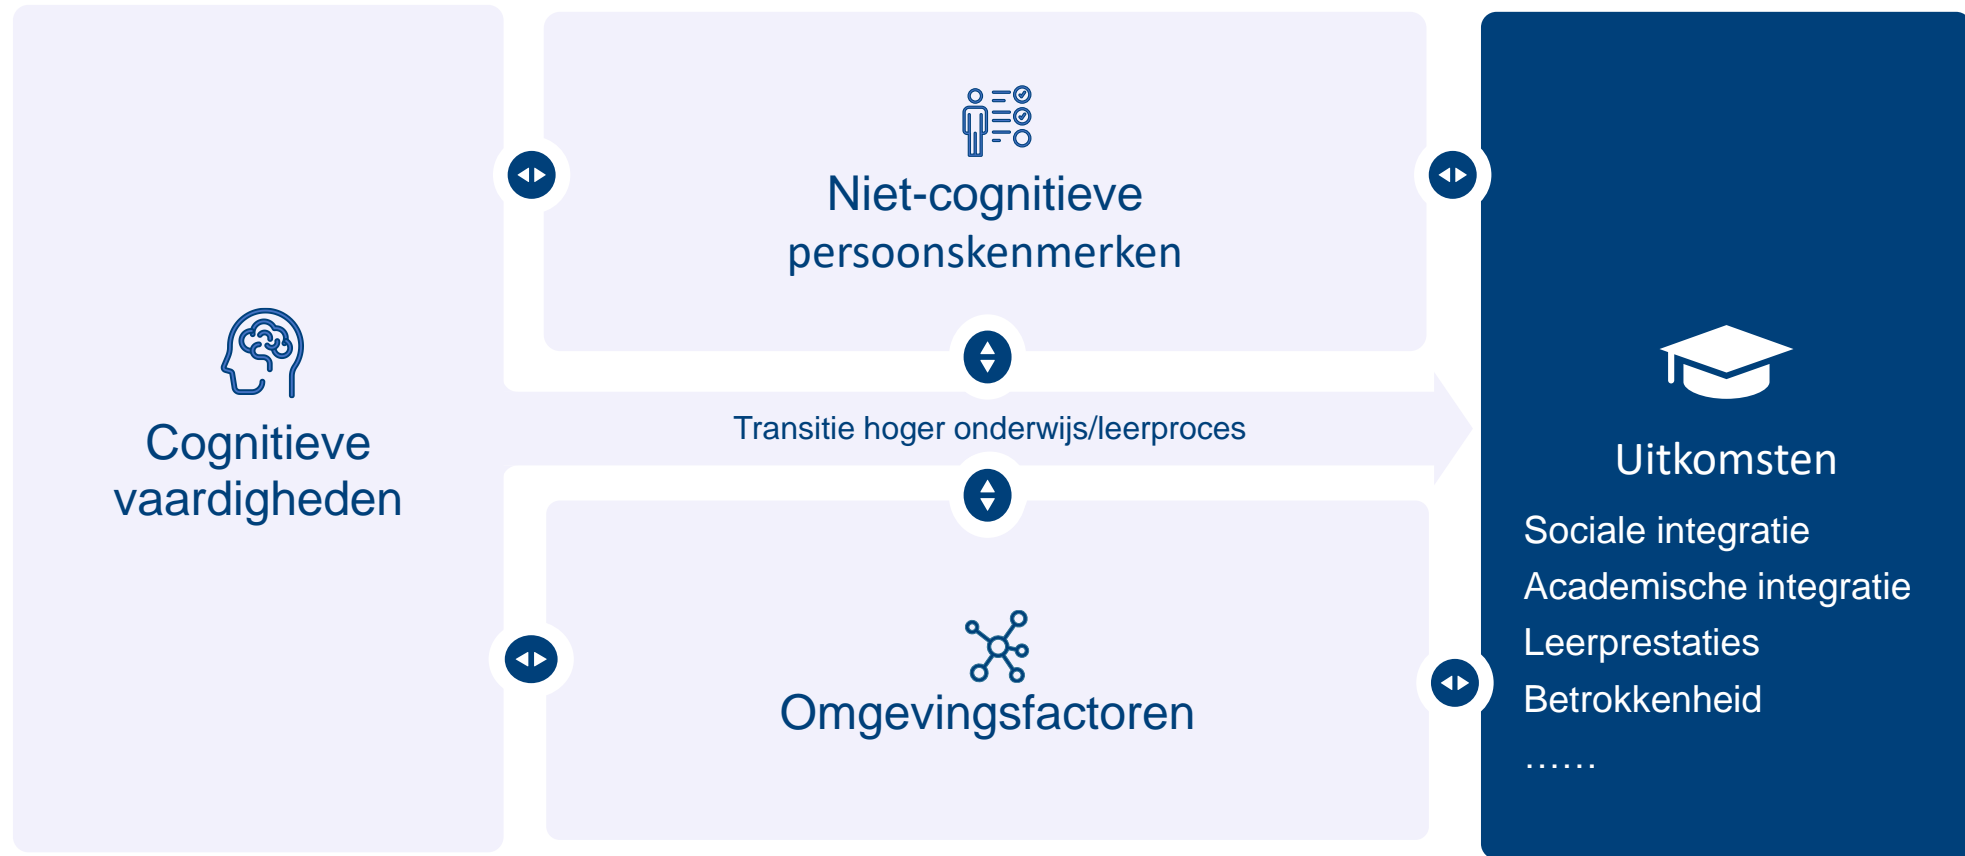 Cognitieve
vaardigheden
Niet-cognitieve
persoonskenmerken
Transitie hoger onderwijs/leerproces
Omgevingsfactoren
Uitkomsten
Sociale integratie
Academische integratie
Leerprestaties
Betrokkenheid
……